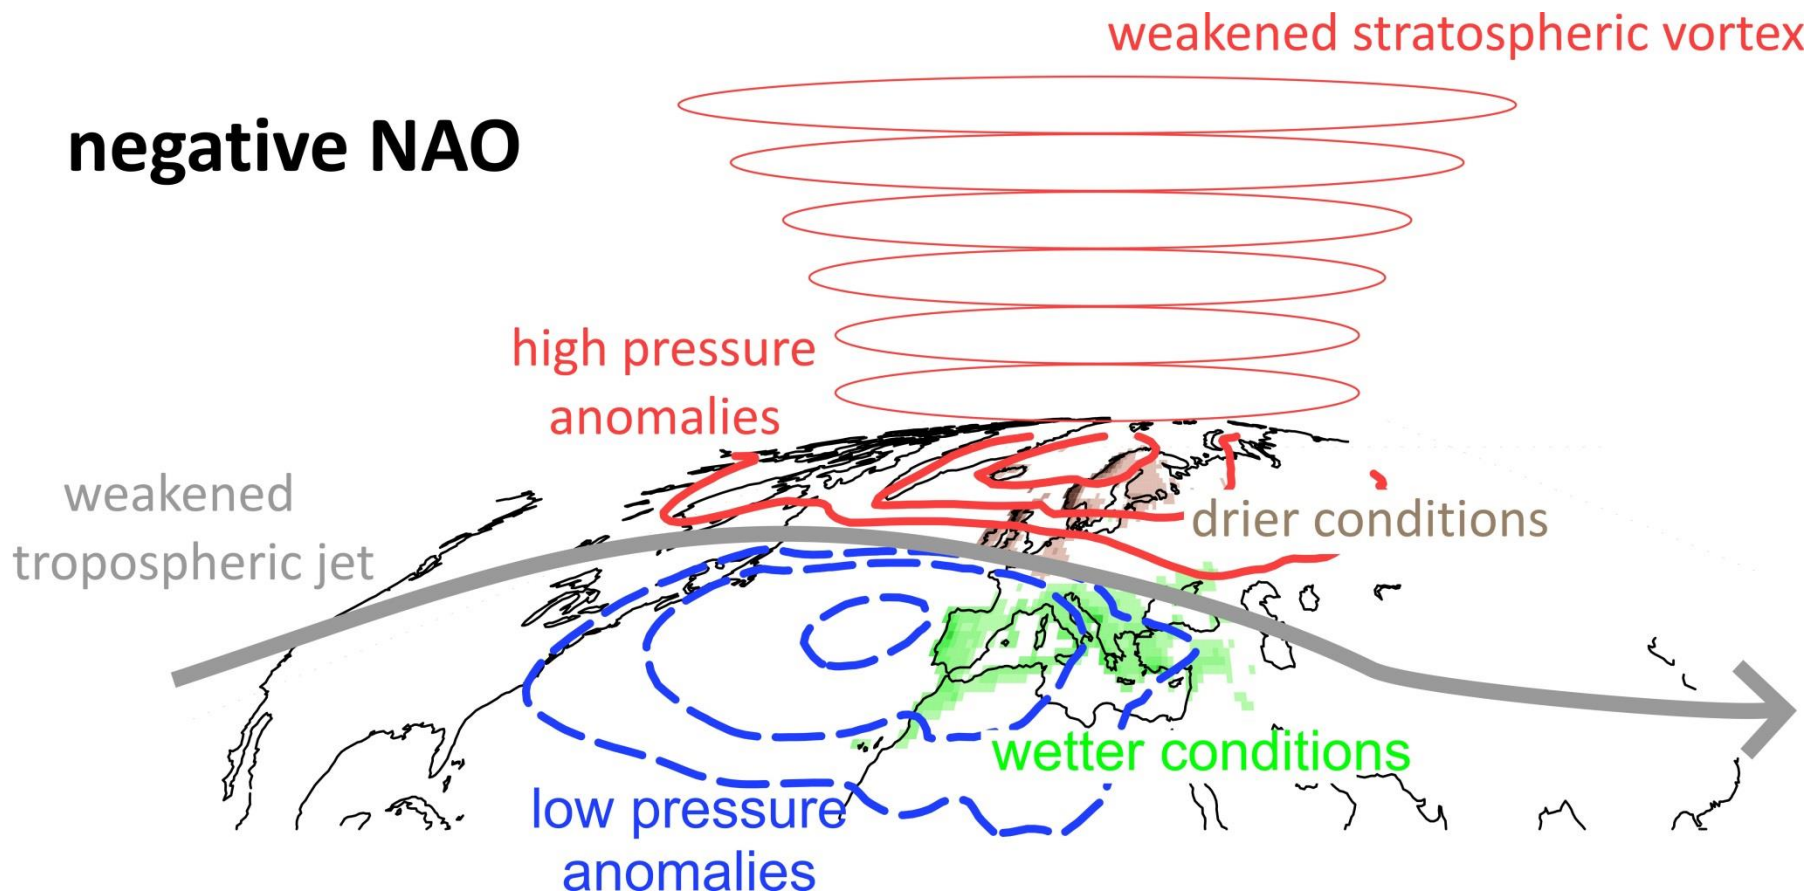 weakened stratospheric vortex
negative NAO
high pressure
anomalies
weakened
tropospheric jet
drier conditions
wetter conditions
low pressure
anomalies